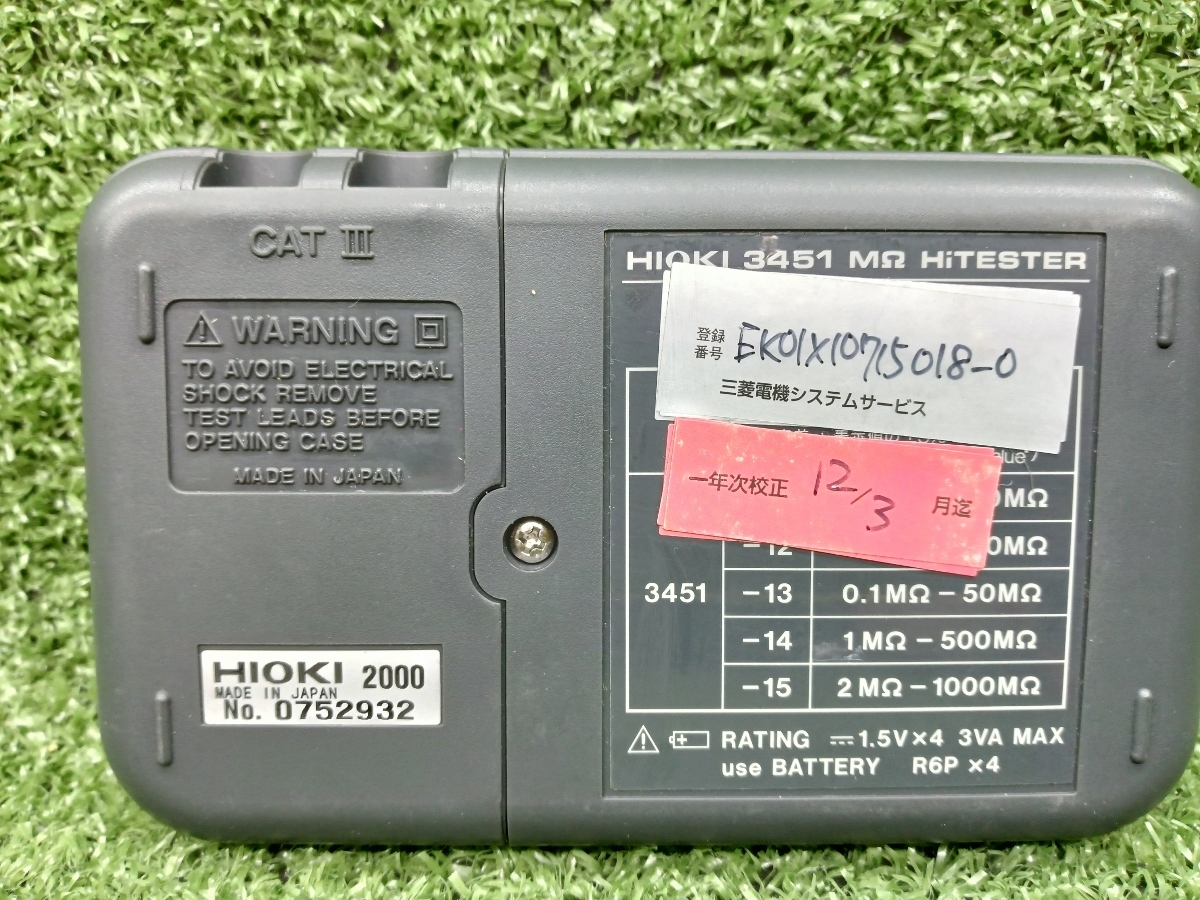 CAT III
WARNING
TO AVOID ELECTRICAL
SHOCK REMOVE
TEST LEADS BEFORE
OPENING CASE
MADE IN JAPAN
HIOKI 2000
MADE IN JAPAN
No. 0752932
HIOKI 3451 MΩ HiTESTER
登録
番号 EK01X10715018-0
三菱電機システムサービス
一年次校正 12/3 月迄
-12
3451 -13 0.1MΩ-50MΩ
-14 1MΩ-500MΩ
-15 2MΩ-1000MΩ
RATING ⎓1.5V×4 3VA MAX
use BATTERY R6P ×4